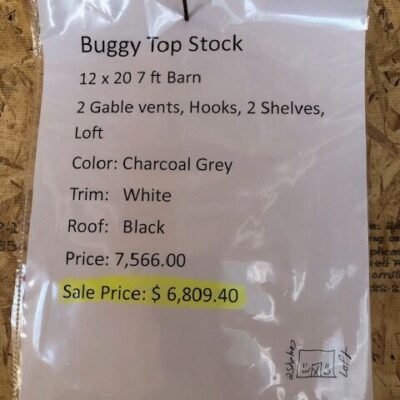 Buggy Top Stock
12 x 20 7 ft Barn
2 Gable vents, Hooks, 2 Shelves,
Loft
Color: Charcoal Grey
Trim: White
Roof: Black
Price: 7,566.00
Sale Price: $ 6,809.40
Loft